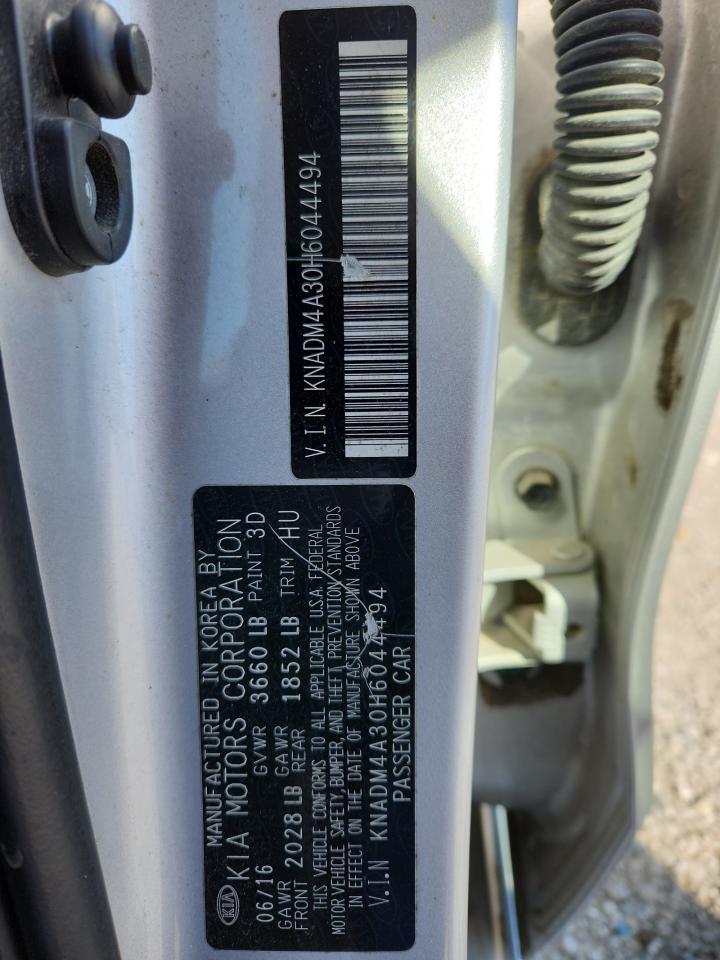 V.I.N. KNADM4A30H6044494
KIA
MANUFACTURED IN KOREA BY
KIA MOTORS CORPORATION
06/16 GVWR 3660 LB PAINT 3D
GAWR FRONT 2028 LB GAWR REAR 1852 LB TRIM HU
THIS VEHICLE CONFORMS TO ALL APPLICABLE U.S.A. FEDERAL
MOTOR VEHICLE SAFETY, BUMPER, AND THEFT PREVENTION STANDARDS
IN EFFECT ON THE DATE OF MANUFACTURE SHOWN ABOVE
V.I.N KNADM4A30H6044494
PASSENGER CAR